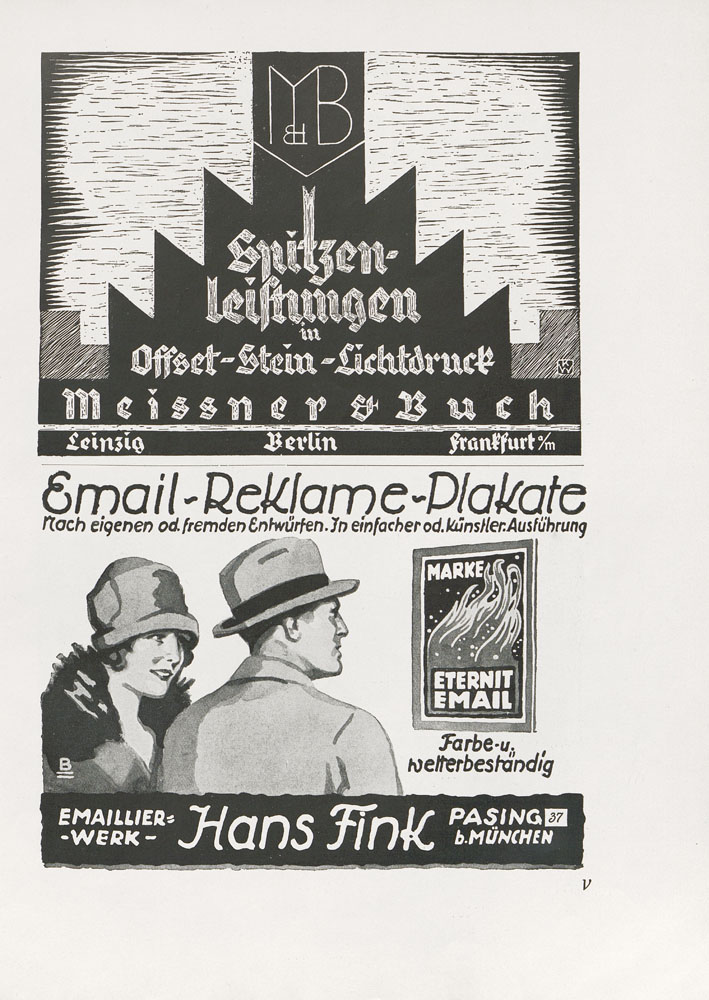 M & B
Spitzen-
leistungen
in
Offset-Stein-Lichtdruck
Meissner & Buch
Leipzig Berlin Frankfurt a/m
W
Email-Reklame-Plakate
Nach eigenen od. fremden Entwürfen. In einfacher od. Künstler. Ausführung
MARKE
ETERNIT
EMAIL
Farbe- u.
wetterbeständig
B
EMAILLIER=
-WERK-
Hans Fink
PASING 37
b. MÜNCHEN
V